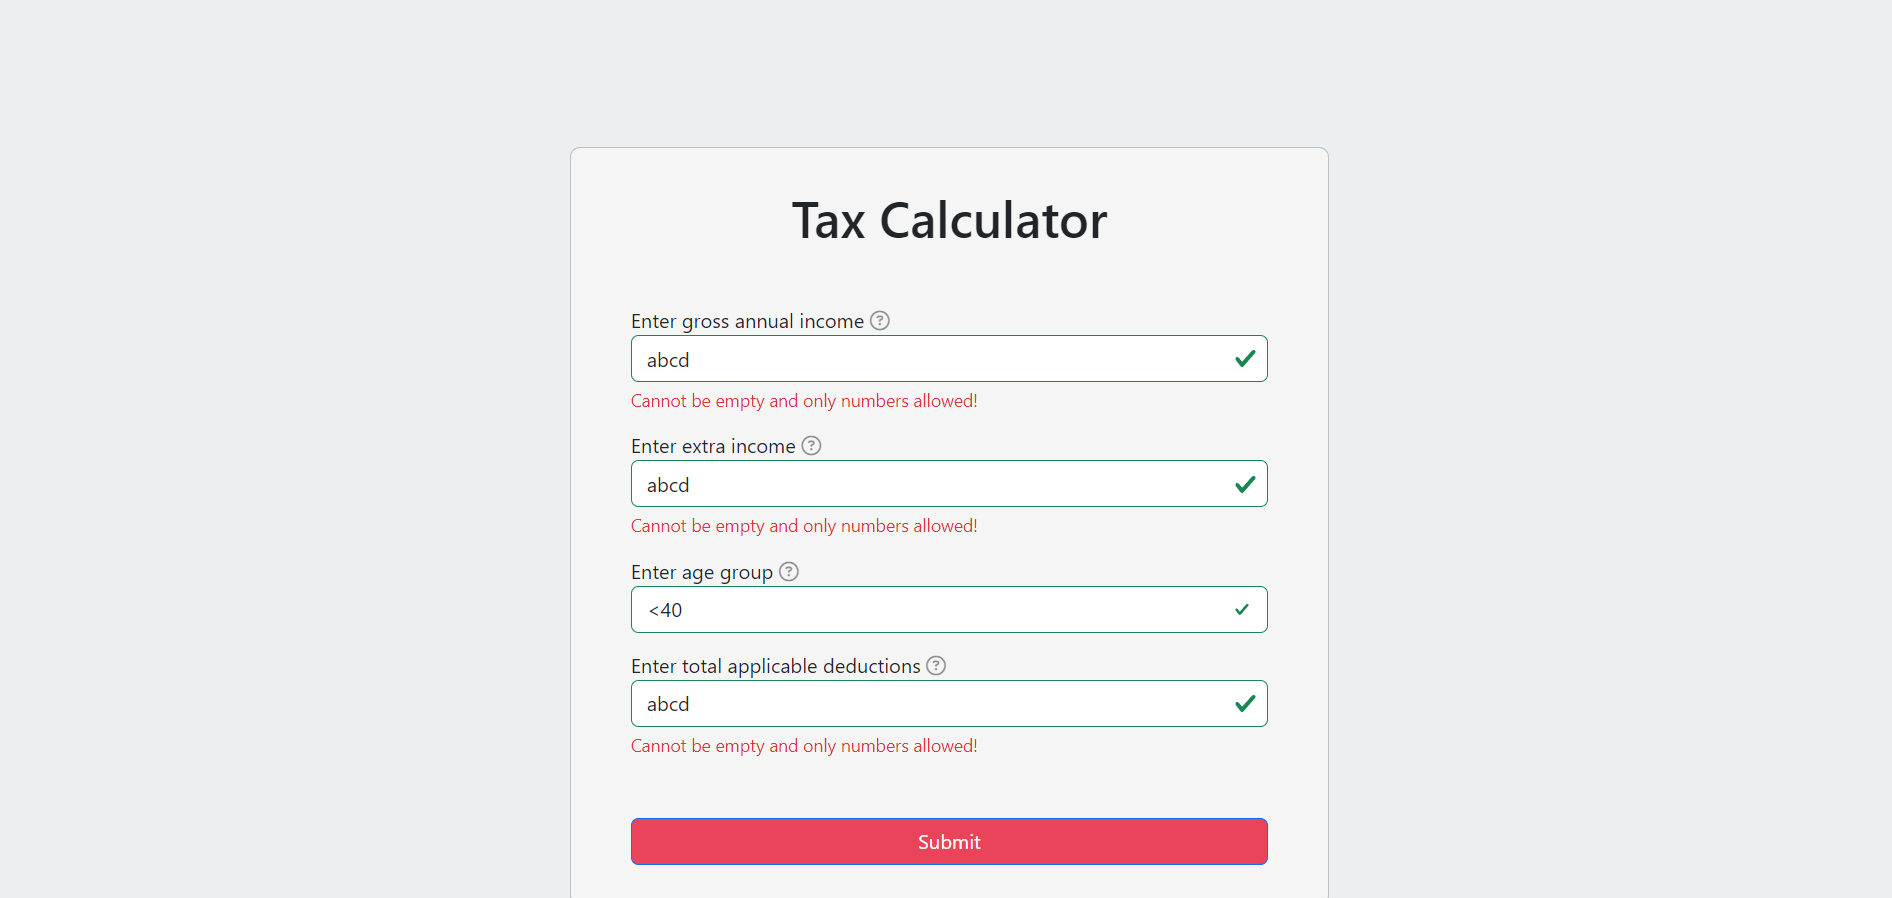 Tax Calculator
Enter gross annual income ?
abcd
Cannot be empty and only numbers allowed!
Enter extra income ?
abcd
Cannot be empty and only numbers allowed!
Enter age group ?
<40
Enter total applicable deductions ?
abcd
Cannot be empty and only numbers allowed!
Submit